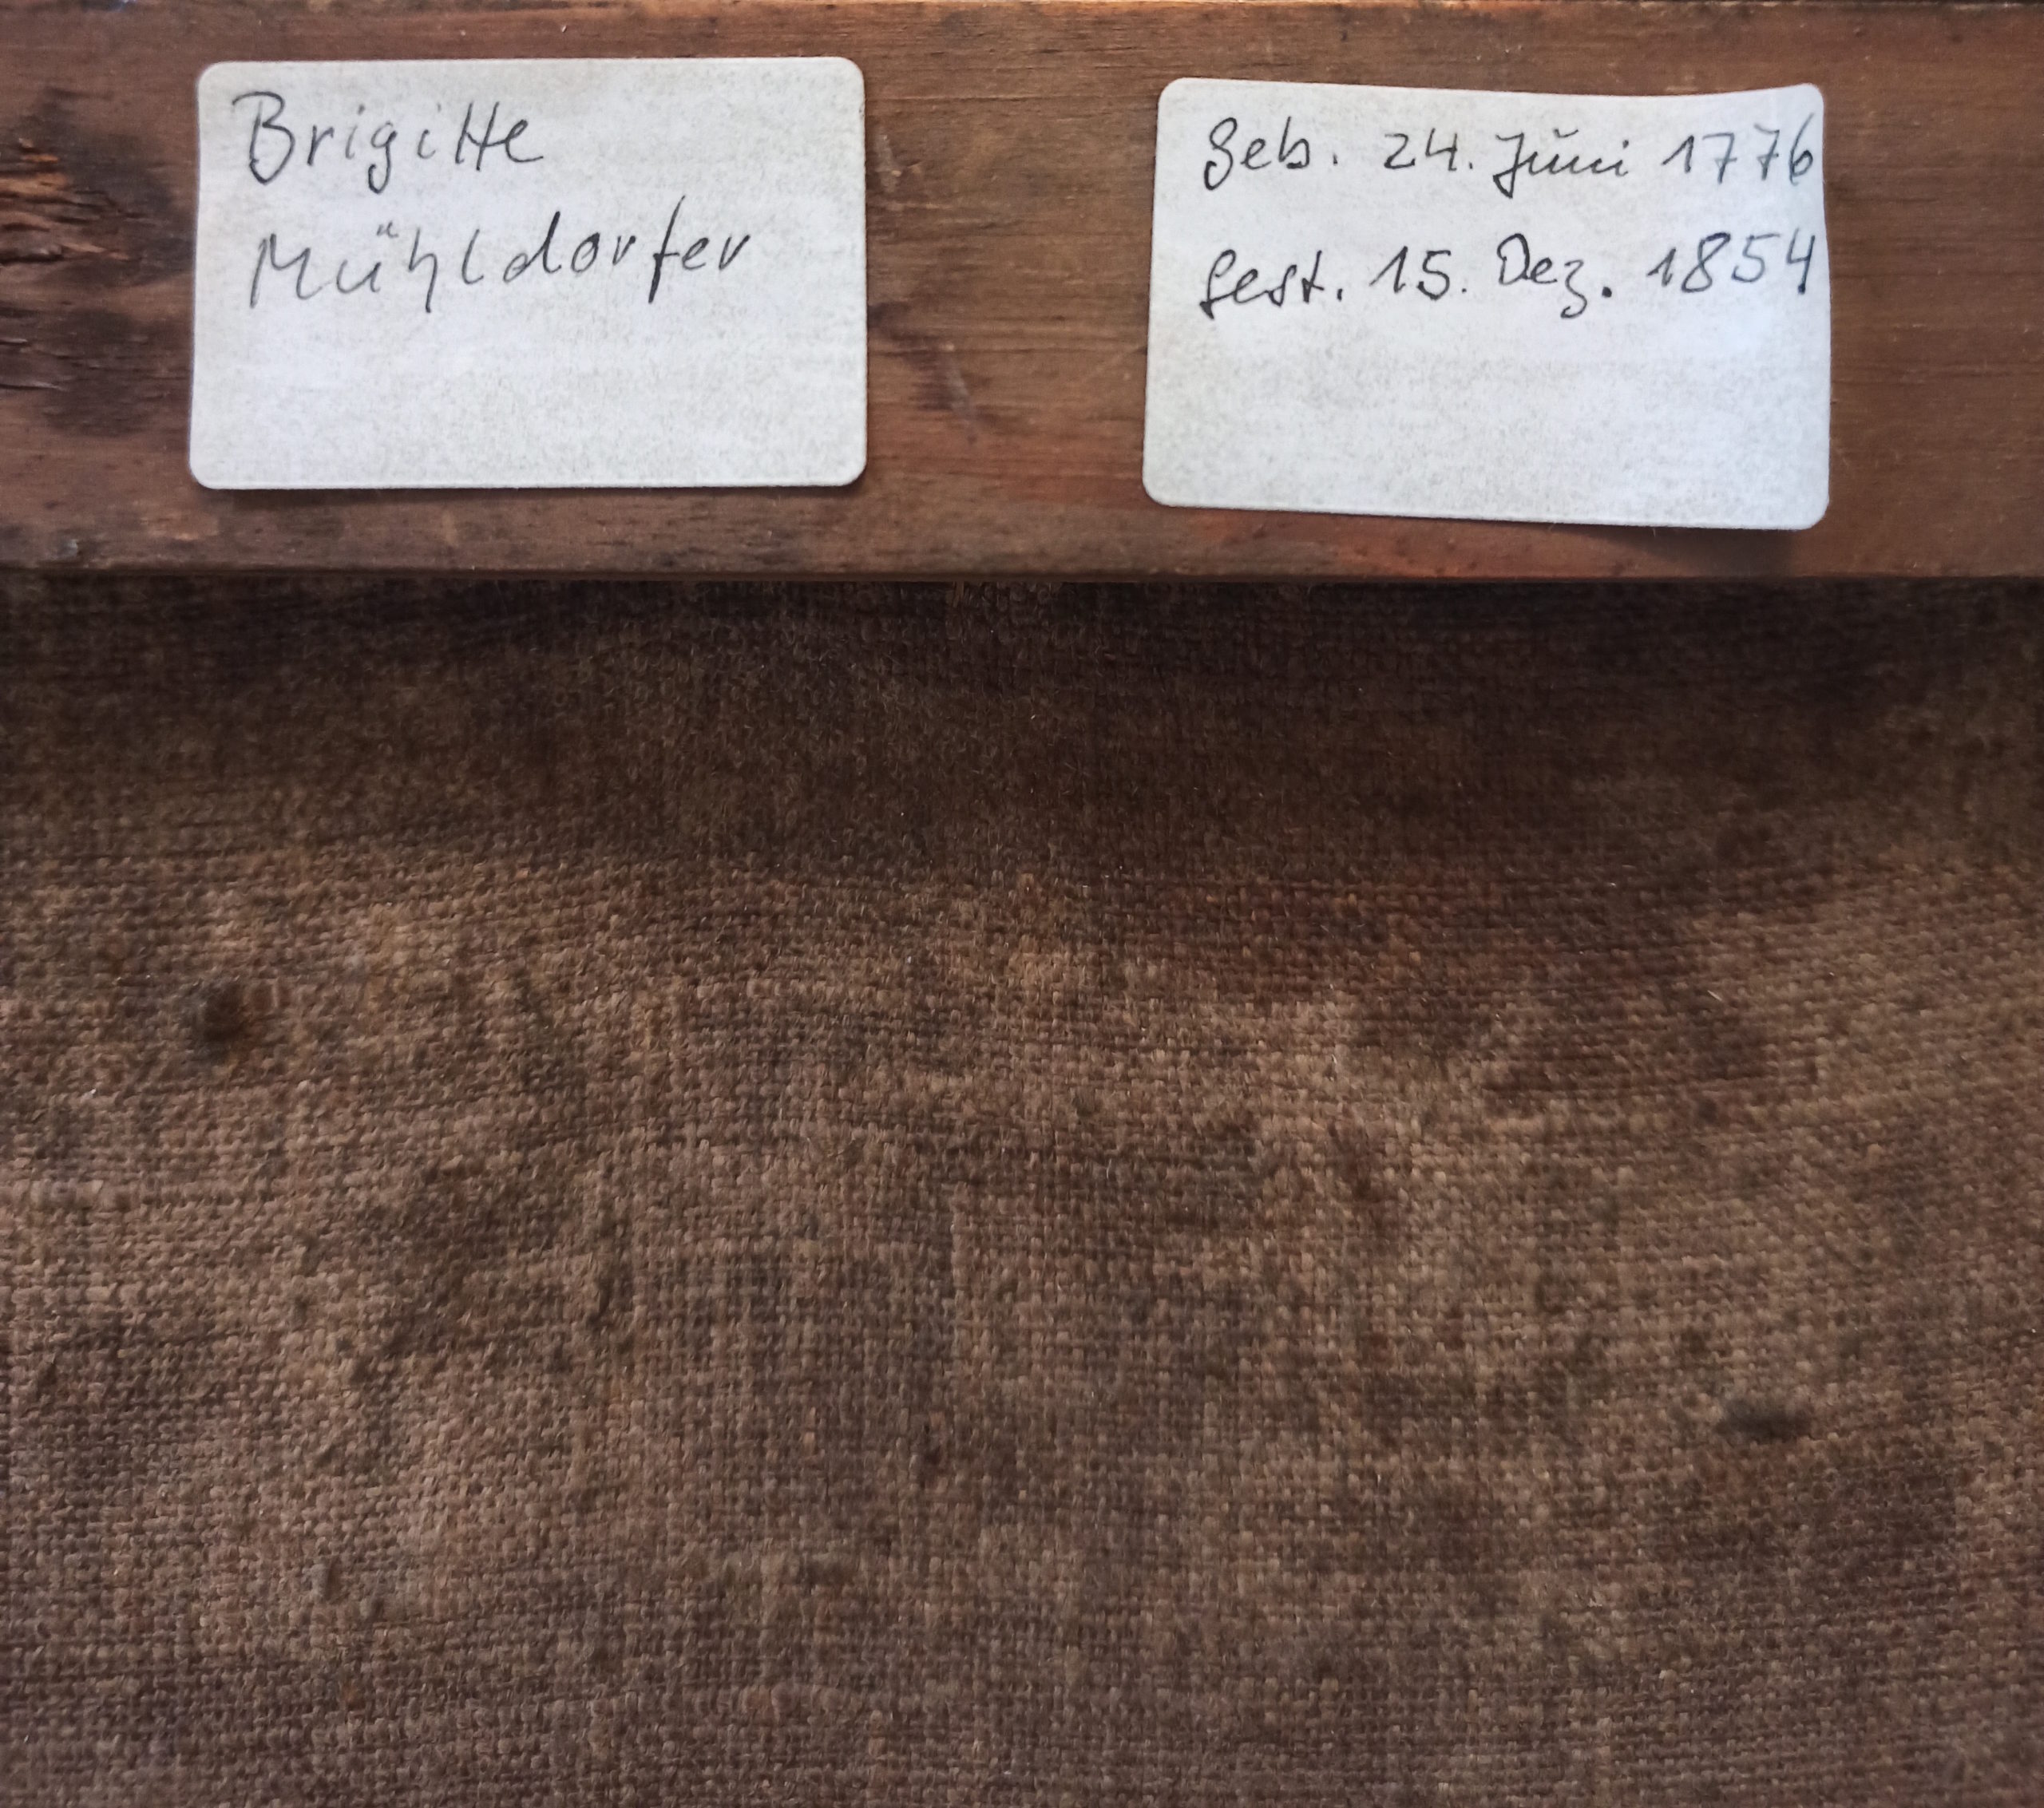 Brigitte
Mühldorfer
geb. 24. Juni 1776
gest. 15. Dez. 1854